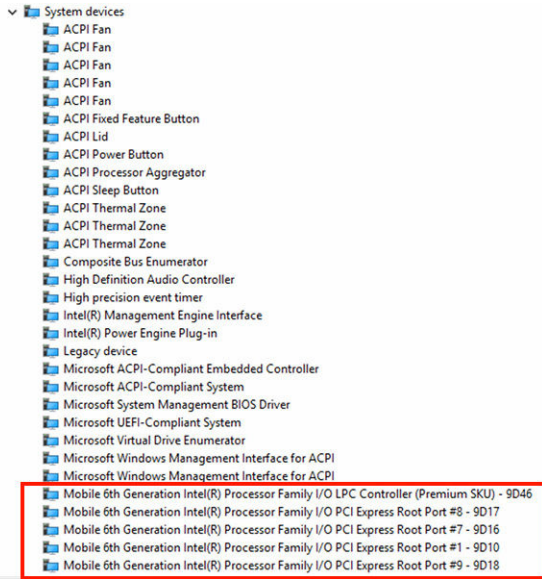 System devices
ACPI Fan
ACPI Fan
ACPI Fan
ACPI Fan
ACPI Fan
ACPI Fixed Feature Button
ACPI Lid
ACPI Power Button
ACPI Processor Aggregator
ACPI Sleep Button
ACPI Thermal Zone
ACPI Thermal Zone
ACPI Thermal Zone
Composite Bus Enumerator
High Definition Audio Controller
High precision event timer
Intel(R) Management Engine Interface
Intel(R) Power Engine Plug-in
Legacy device
Microsoft ACPI-Compliant Embedded Controller
Microsoft ACPI-Compliant System
Microsoft System Management BIOS Driver
Microsoft UEFI-Compliant System
Microsoft Virtual Drive Enumerator
Microsoft Windows Management Interface for ACPI
Microsoft Windows Management Interface for ACPI
Mobile 6th Generation Intel(R) Processor Family I/O LPC Controller (Premium SKU) - 9D46
Mobile 6th Generation Intel(R) Processor Family I/O PCI Express Root Port #8 - 9D17
Mobile 6th Generation Intel(R) Processor Family I/O PCI Express Root Port #7 - 9D16
Mobile 6th Generation Intel(R) Processor Family I/O PCI Express Root Port #1 - 9D10
Mobile 6th Generation Intel(R) Processor Family I/O PCI Express Root Port #9 - 9D18